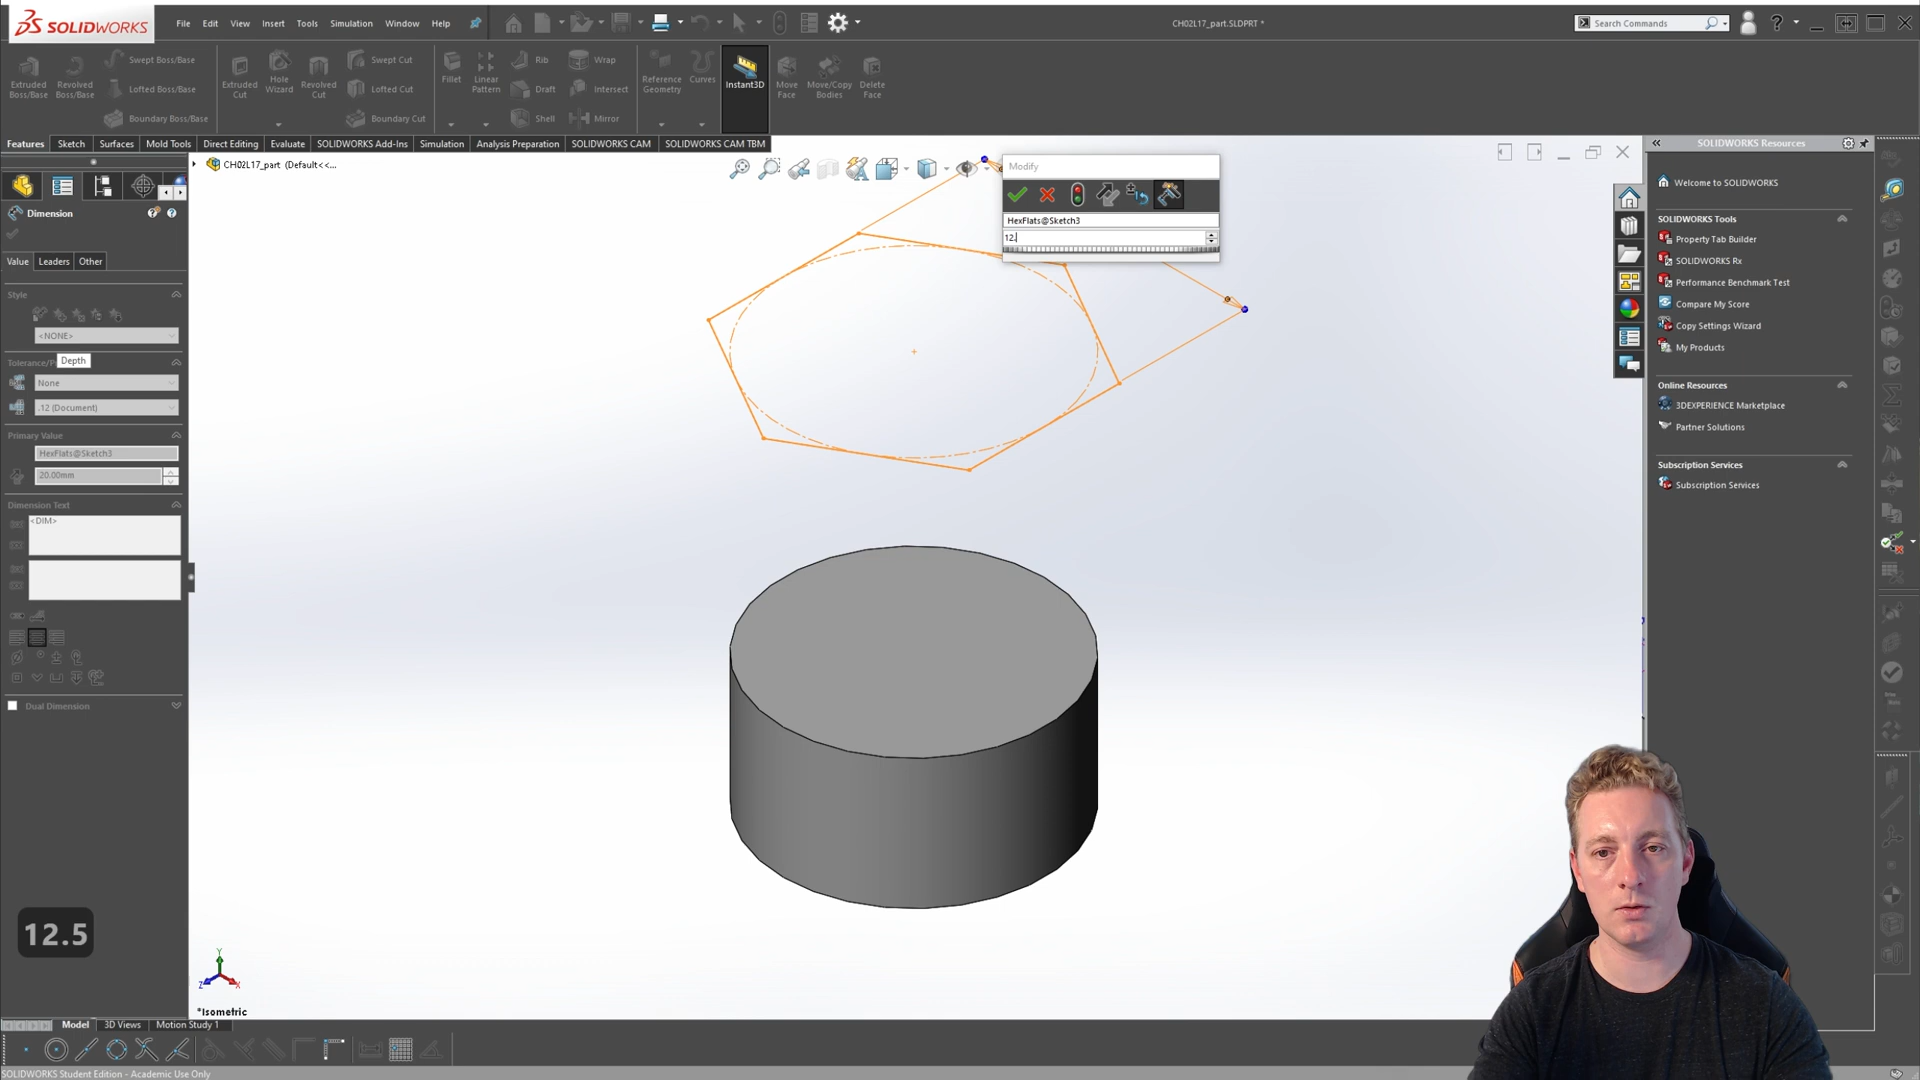 SOLIDWORKS
File Edit View Insert Tools Simulation Window Help
CH02L17_part.SLDPRT *
Search Commands
Extruded Boss/Base
Revolved Boss/Base
Swept Boss/Base
Lofted Boss/Base
Boundary Boss/Base
Extruded Cut
Hole Wizard
Revolved Cut
Swept Cut
Lofted Cut
Boundary Cut
Fillet
Linear Pattern
Rib
Draft
Shell
Wrap
Intersect
Mirror
Reference Geometry
Curves
Instant3D
Move Face
Move/Copy Bodies
Delete Face
Features Sketch Surfaces Mold Tools Direct Editing Evaluate SOLIDWORKS Add-Ins Simulation Analysis Preparation SOLIDWORKS CAM SOLIDWORKS CAM TBM
CH02L17_part (Default<<...
Dimension
Value Leaders Other
Style
<NONE>
Depth
None
.12 (Document)
Primary Value
HexFlats@Sketch3
20.00mm
Dimension Text
<DIM>
Dual Dimension
12.5
Modify
HexFlats@Sketch3
12.
Y
Z
X
*Isometric
Model 3D Views Motion Study 1
SOLIDWORKS Student Edition - Academic Use Only
SOLIDWORKS Resources
Welcome to SOLIDWORKS
SOLIDWORKS Tools
Property Tab Builder
SOLIDWORKS Rx
Performance Benchmark Test
Compare My Score
Copy Settings Wizard
My Products
Online Resources
3DEXPERIENCE Marketplace
Partner Solutions
Subscription Services
Subscription Services